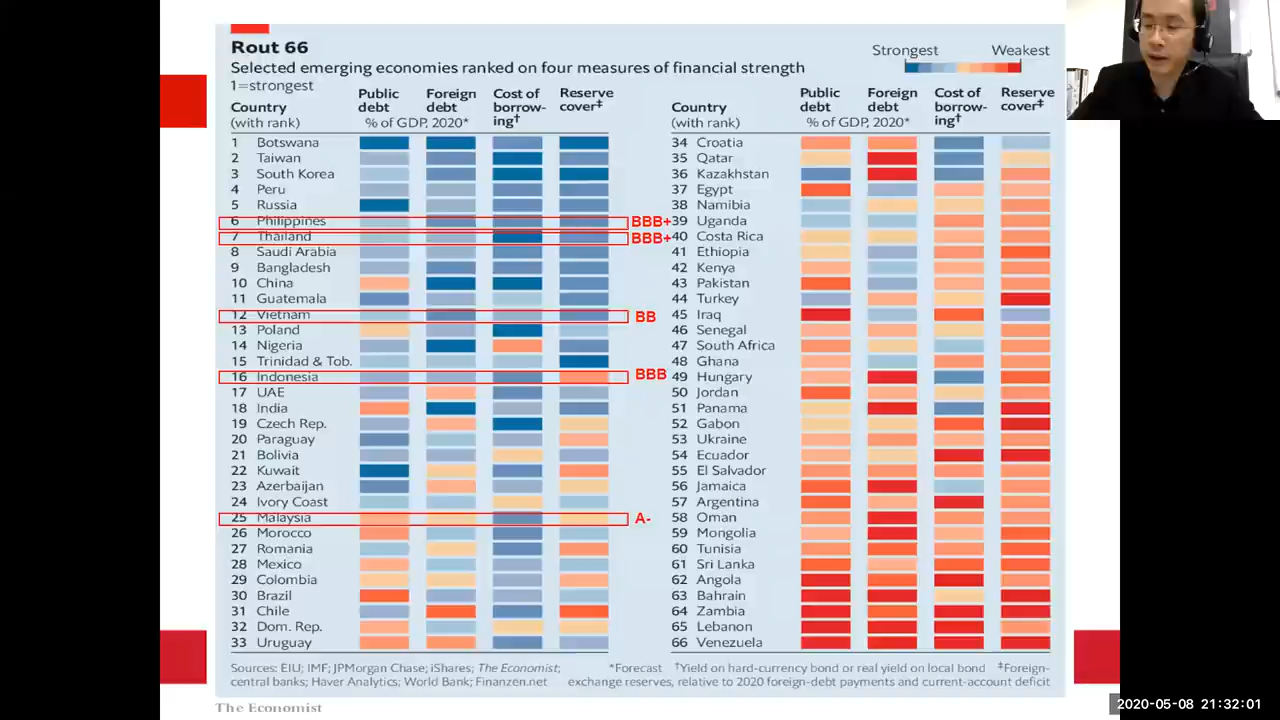 Rout 66
Selected emerging economies ranked on four measures of financial strength
1=strongest
Strongest Weakest
Country (with rank)
Public debt
Foreign debt
% of GDP, 2020*
Cost of borrow-ing†
Reserve cover‡
1 Botswana
2 Taiwan
3 South Korea
4 Peru
5 Russia
6 Philippines BBB+
7 Thailand BBB+
8 Saudi Arabia
9 Bangladesh
10 China
11 Guatemala
12 Vietnam BB
13 Poland
14 Nigeria
15 Trinidad & Tob.
16 Indonesia BBB
17 UAE
18 India
19 Czech Rep.
20 Paraguay
21 Bolivia
22 Kuwait
23 Azerbaijan
24 Ivory Coast
25 Malaysia A-
26 Morocco
27 Romania
28 Mexico
29 Colombia
30 Brazil
31 Chile
32 Dom. Rep.
33 Uruguay
Country (with rank)
Public debt
Foreign debt
% of GDP, 2020*
Cost of borrow-ing†
Reserve cover‡
34 Croatia
35 Qatar
36 Kazakhstan
37 Egypt
38 Namibia
39 Uganda
40 Costa Rica
41 Ethiopia
42 Kenya
43 Pakistan
44 Turkey
45 Iraq
46 Senegal
47 South Africa
48 Ghana
49 Hungary
50 Jordan
51 Panama
52 Gabon
53 Ukraine
54 Ecuador
55 El Salvador
56 Jamaica
57 Argentina
58 Oman
59 Mongolia
60 Tunisia
61 Sri Lanka
62 Angola
63 Bahrain
64 Zambia
65 Lebanon
66 Venezuela
Sources: EIU; IMF; JPMorgan Chase; iShares; The Economist;
central banks; Haver Analytics; World Bank; Finanzen.net
*Forecast †Yield on hard-currency bond or real yield on local bond ‡Foreign-
exchange reserves, relative to 2020 foreign-debt payments and current-account deficit
The Economist
2020-05-08 21:32:01